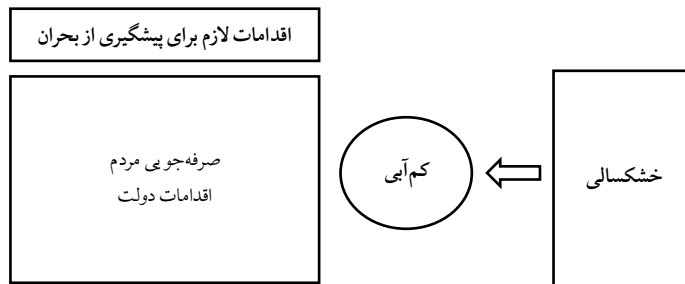 اقدامات لازم برای پیشگیری از بحران
خشکسالی
کم‌آبی
صرفه‌جویی مردم
اقدامات دولت